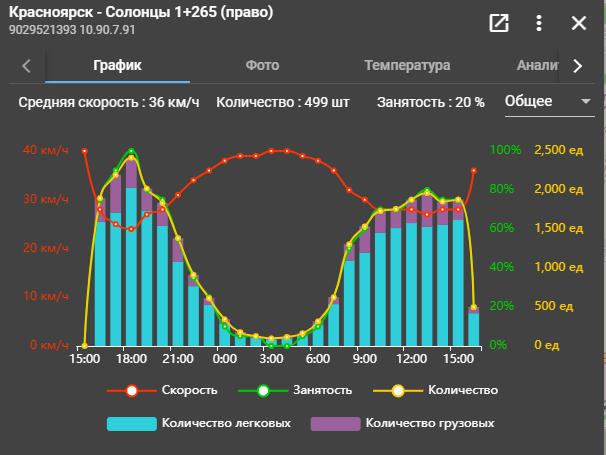 Красноярск - Солонцы 1+265 (право)
9029521393 10.90.7.91
График Фото Температура Анали
Средняя скорость : 36 км/ч Количество : 499 шт Занятость : 20 % Общее
40 км/ч 100% 2,500 ед
30 км/ч 80% 2,000 ед
60% 1,500 ед
20 км/ч
40% 1,000 ед
10 км/ч 20% 500 ед
0 км/ч 0% 0 ед
15:00 18:00 21:00 0:00 3:00 6:00 9:00 12:00 15:00
Скорость Занятость Количество
Количество легковых Количество грузовых